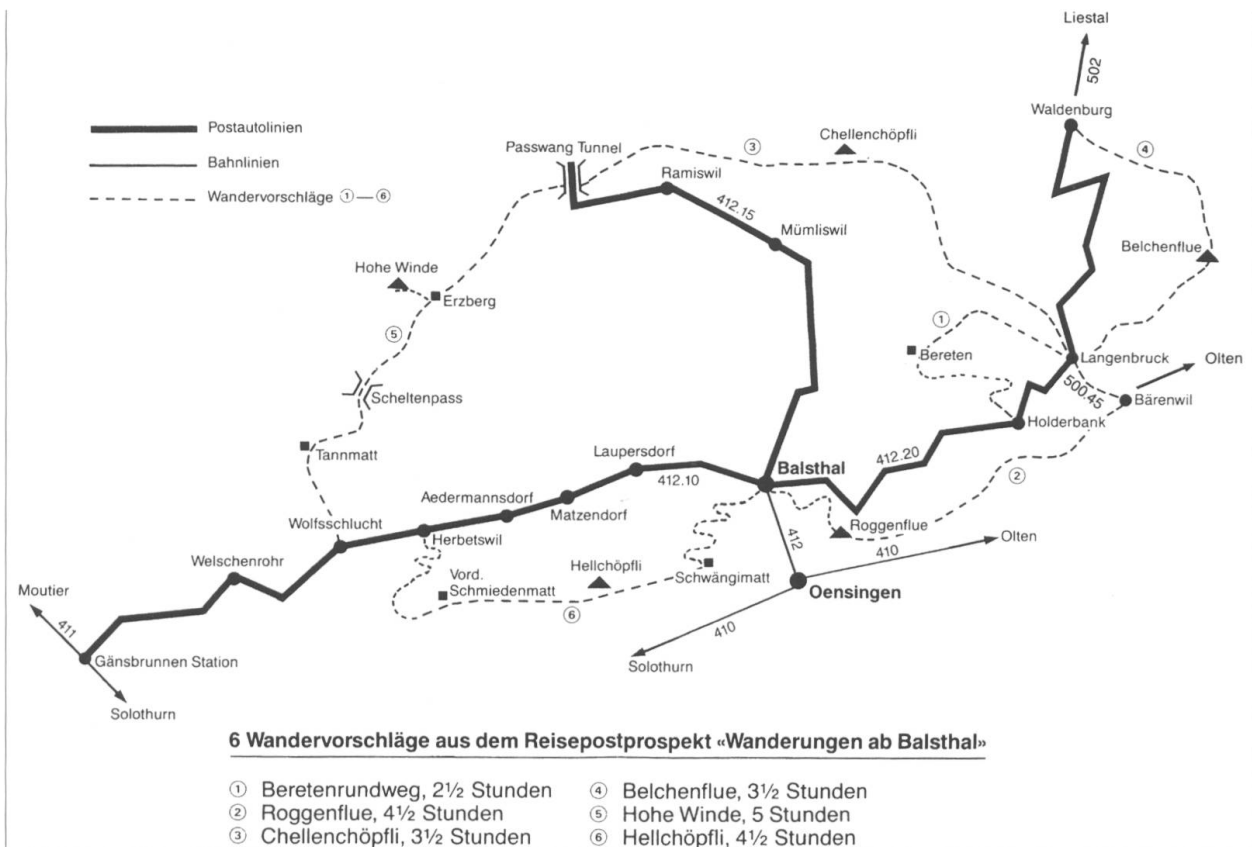 Liestal
502
Waldenburg
Postautolinien
Bahnlinien
Wandervorschläge ①—⑥
Passwang Tunnel
③
Chellenchöpfli
④
Ramiswil
412.15
Mümliswil
Belchenflue
Hohe Winde
Erzberg
⑤
①
Bereten
Langenbruck
Olten
500.45
Bärenwil
Scheltenpass
Holderbank
Tannmatt
Laupersdorf
412.10
Balsthal
412.20
②
Aedermannsdorf
Matzendorf
Wolfsschlucht
Herbetswil
Roggenflue
412
410
Olten
Welschenrohr
Hellchöpfli
Schwängimatt
Vord.
Schmiedenmatt
Oensingen
Moutier
⑥
411
410
Gänsbrunnen Station
Solothurn
Solothurn
6 Wandervorschläge aus dem Reisepostprospekt «Wanderungen ab Balsthal»
① Beretenrundweg, 2½ Stunden
② Roggenflue, 4½ Stunden
③ Chellenchöpfli, 3½ Stunden
④ Belchenflue, 3½ Stunden
⑤ Hohe Winde, 5 Stunden
⑥ Hellchöpfli, 4½ Stunden